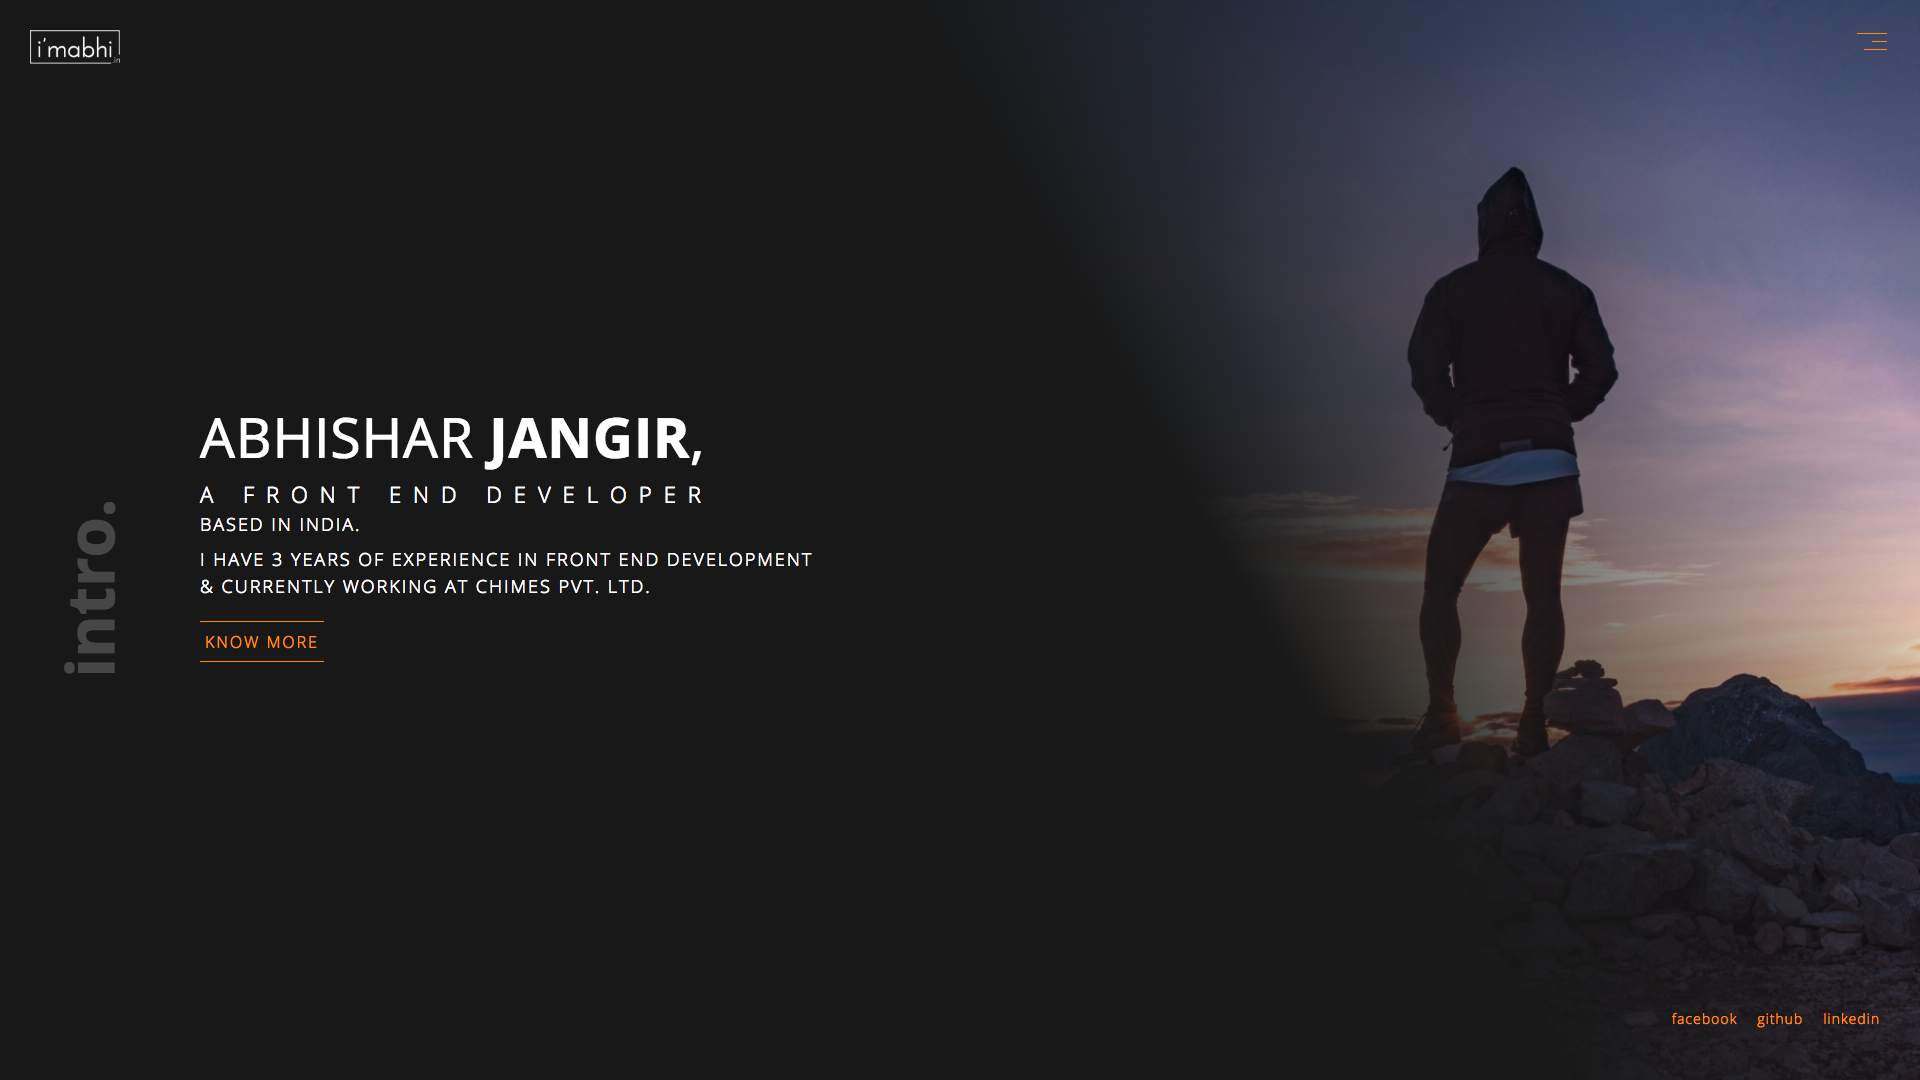 i'mabhi
.in
ABHISHAR JANGIR,
A FRONT END DEVELOPER
BASED IN INDIA.
I HAVE 3 YEARS OF EXPERIENCE IN FRONT END DEVELOPMENT
& CURRENTLY WORKING AT CHIMES PVT. LTD.
KNOW MORE
intro.
facebook github linkedin